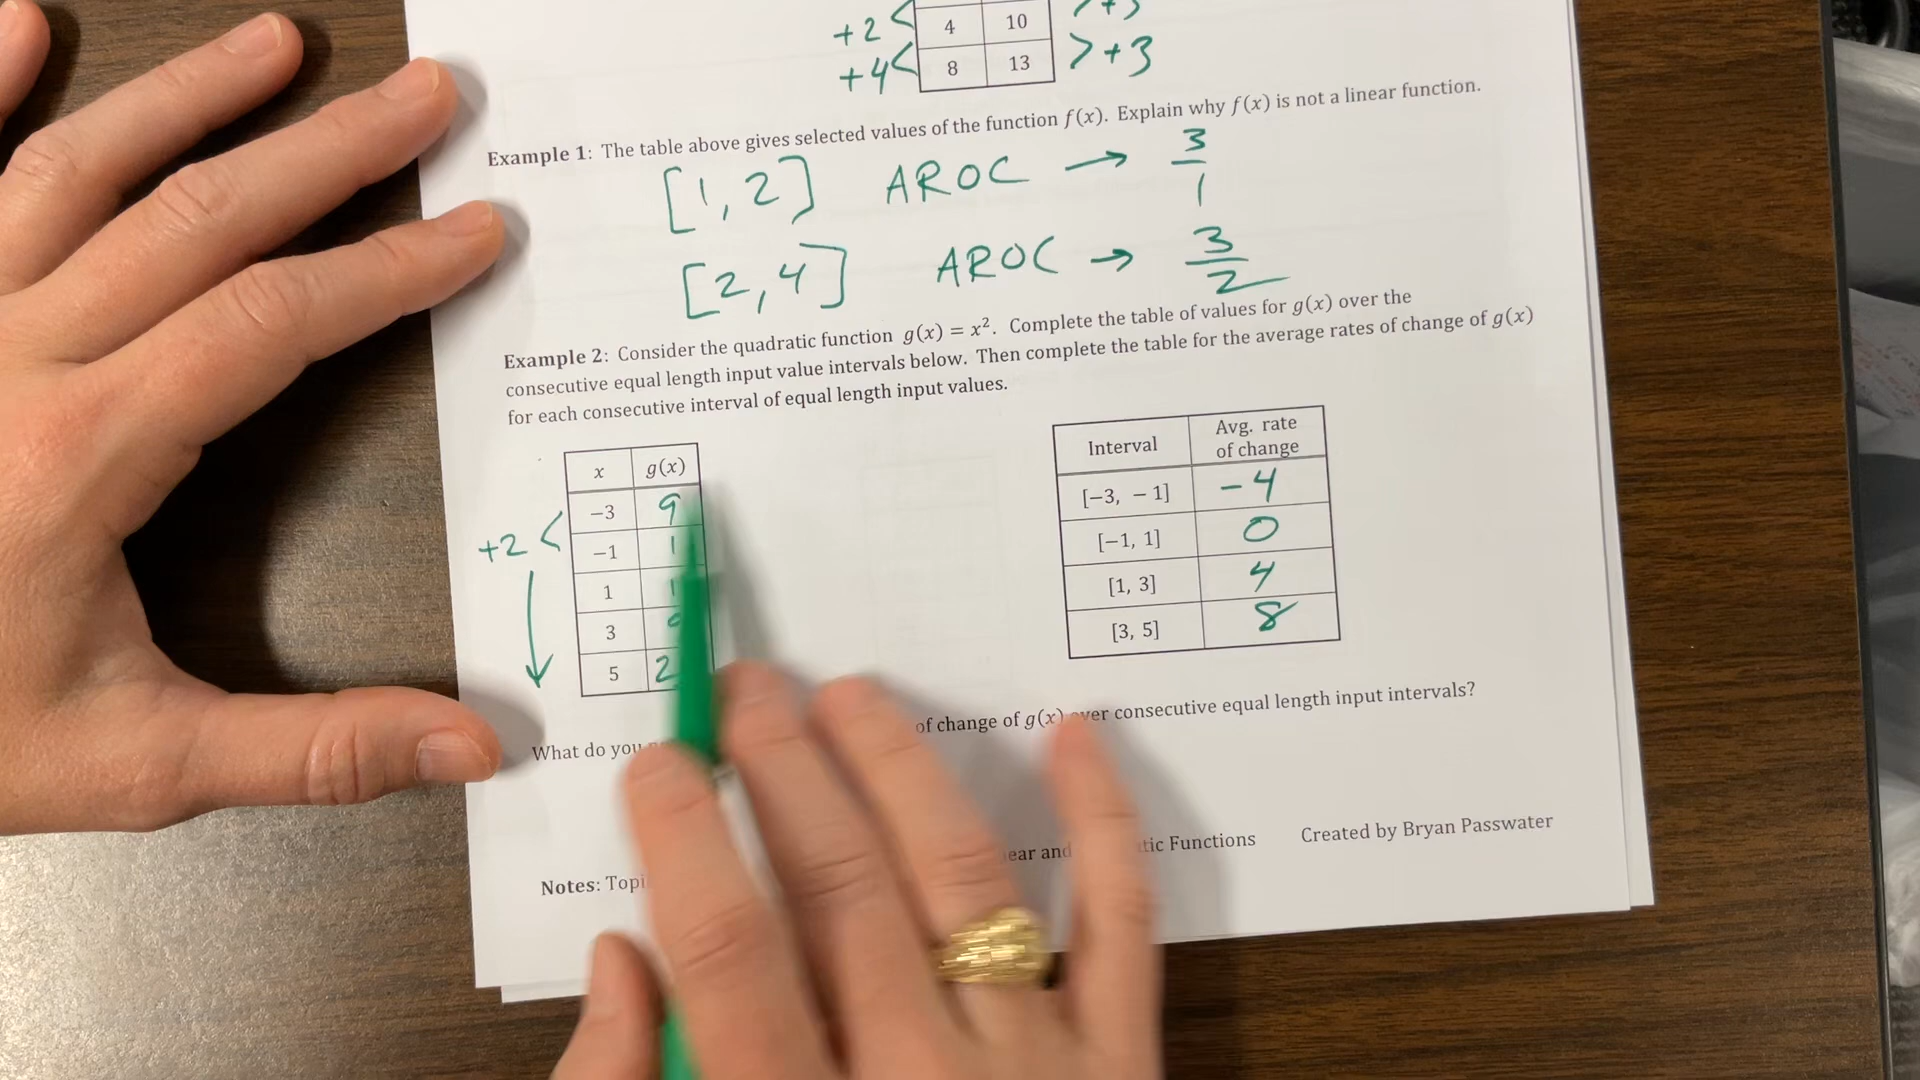 +2 < 4 10 > +3
+4 < 8 13 > +3
Example 1: The table above gives selected values of the function f(x). Explain why f(x) is not a linear function.
[1, 2] AROC → 3/1
[2, 4] AROC → 3/2
Example 2: Consider the quadratic function g(x) = x². Complete the table of values for g(x) over the
consecutive equal length input value intervals below. Then complete the table for the average rates of change of g(x)
for each consecutive interval of equal length input values.
x g(x)
−3 9
+2 <
−1 1
1 1
3
5 2
Interval Avg. rate of change
[−3, −1] −4
[−1, 1] 0
[1, 3] 4
[3, 5] 8
What do you of change of g(x) over consecutive equal length input intervals?
Notes: and Functions Created by Bryan Passwater